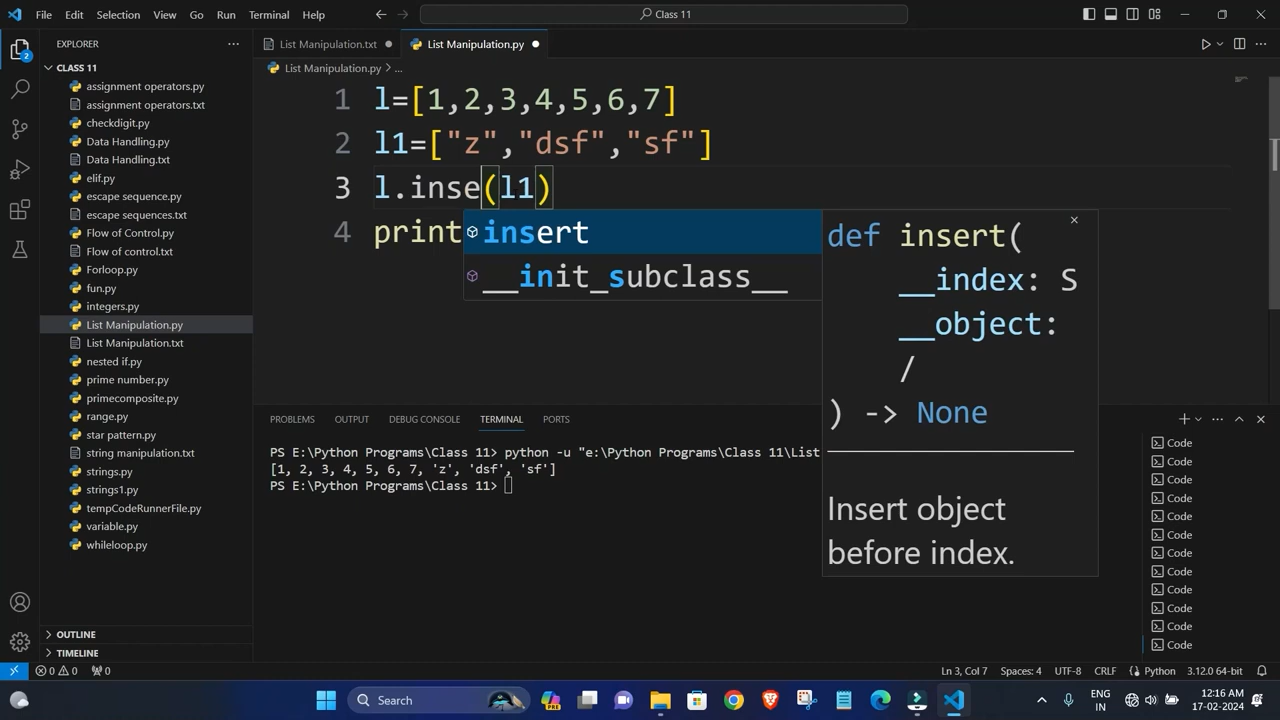 File Edit Selection View Go Run Terminal Help
Class 11
EXPLORER
CLASS 11
assignment operators.py
assignment operators.txt
checkdigit.py
Data Handling.py
Data Handling.txt
elif.py
escape sequence.py
escape sequences.txt
Flow of Control.py
Flow of control.txt
Forloop.py
fun.py
integers.py
List Manipulation.py
List Manipulation.txt
nested if.py
prime number.py
primecomposite.py
range.py
star pattern.py
string manipulation.txt
strings.py
strings1.py
tempCodeRunnerFile.py
variable.py
whileloop.py
OUTLINE
TIMELINE
2
List Manipulation.txt List Manipulation.py
List Manipulation.py > ...
1 l=[1,2,3,4,5,6,7]
2 l1=["z","dsf","sf"]
3 l.inse(l1)
4 print
insert
__init_subclass__
def insert(
__index: S
__object:
/
) -> None
Insert object
before index.
PROBLEMS OUTPUT DEBUG CONSOLE TERMINAL PORTS
PS E:\Python Programs\Class 11> python -u "e:\Python Programs\Class 11\List
[1, 2, 3, 4, 5, 6, 7, 'z', 'dsf', 'sf']
PS E:\Python Programs\Class 11>
Code
Code
Code
Code
Code
Code
Code
Code
Code
Code
Code
Code
0 0 0
Ln 3, Col 7 Spaces: 4 UTF-8 CRLF Python 3.12.0 64-bit
Search
PRE
ENG
IN
12:16 AM
17-02-2024